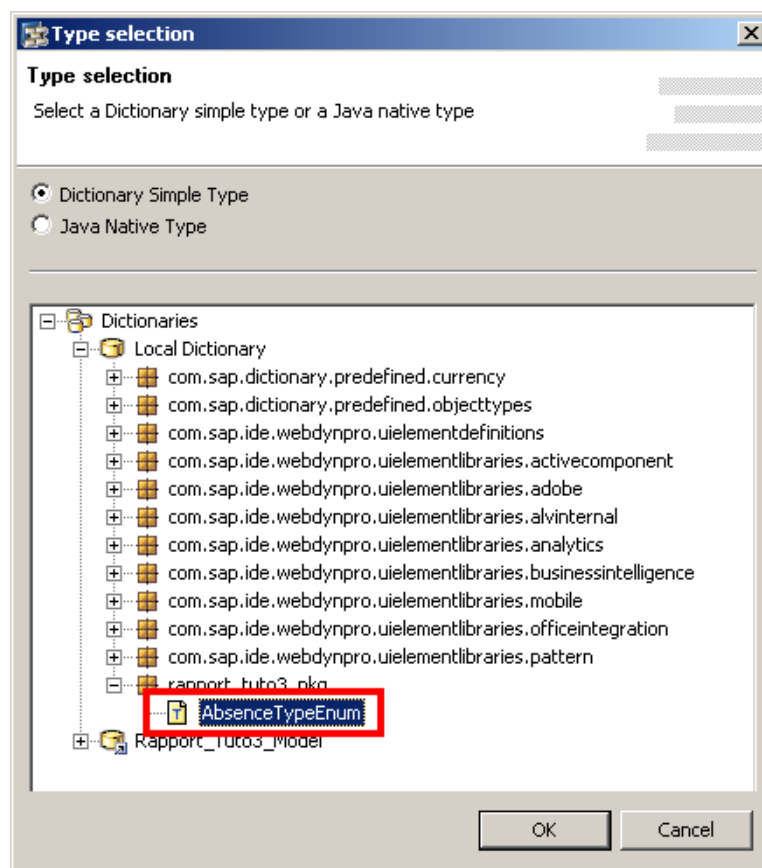 Type selection
Type selection
Select a Dictionary simple type or a Java native type
Dictionary Simple Type
Java Native Type
Dictionaries
Local Dictionary
com.sap.dictionary.predefined.currency
com.sap.dictionary.predefined.objecttypes
com.sap.ide.webdynpro.uielementdefinitions
com.sap.ide.webdynpro.uielementlibraries.activecomponent
com.sap.ide.webdynpro.uielementlibraries.adobe
com.sap.ide.webdynpro.uielementlibraries.alvinternal
com.sap.ide.webdynpro.uielementlibraries.analytics
com.sap.ide.webdynpro.uielementlibraries.businessintelligence
com.sap.ide.webdynpro.uielementlibraries.mobile
com.sap.ide.webdynpro.uielementlibraries.officeintegration
com.sap.ide.webdynpro.uielementlibraries.pattern
rapport_tuto3_pkg
AbsenceTypeEnum
Rapport_Tuto3_Model
OK Cancel